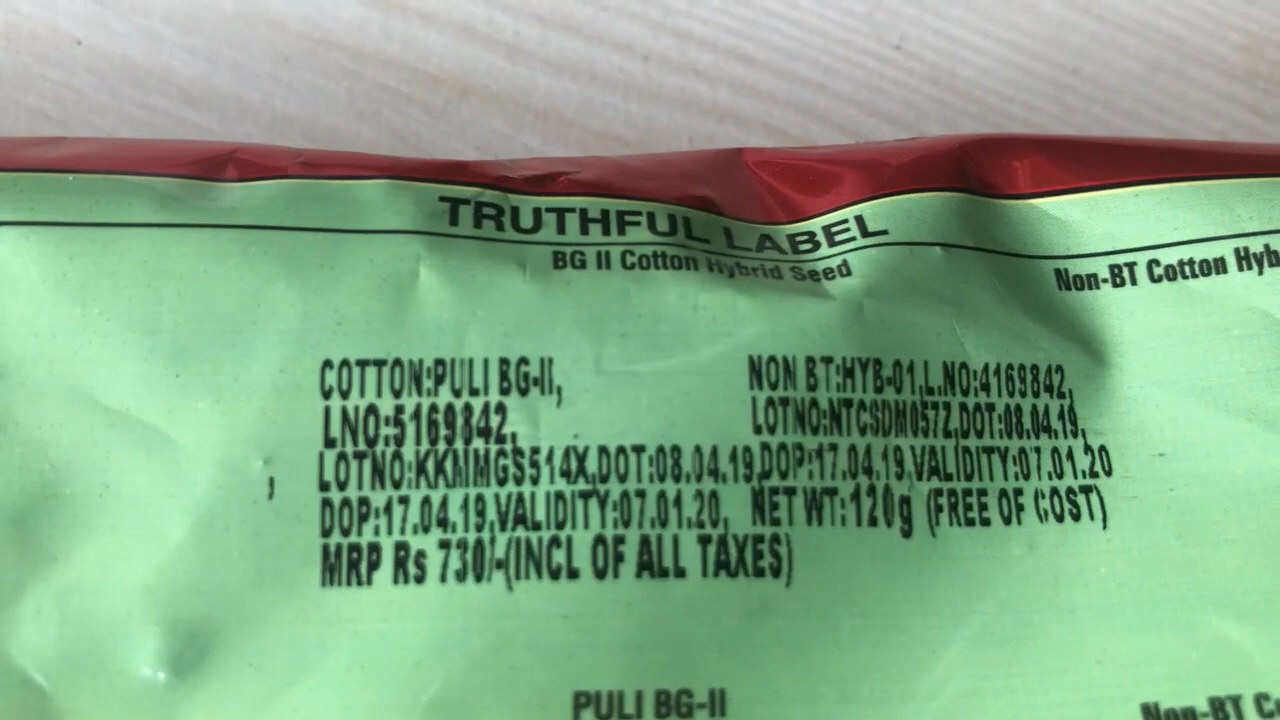 TRUTHFUL LABEL
BG II Cotton Hybrid Seed
Non-BT Cotton Hyb
COTTON:PULI BG-II,
LNO:5169842,
, LOTNO:KKMMGS514X,DOT:08.04.19,
DOP:17.04.19,VALIDITY:07.01.20,
MRP Rs 730/-(INCL OF ALL TAXES)
NON BT:HYB-01,L.NO:4169842,
LOTNO:NTCSDM057Z,DOT:08.04.19,
DOP:17.04.19,VALIDITY:07.01.20
NET WT:120g (FREE OF COST)
PULI BG-II
Non-BT C